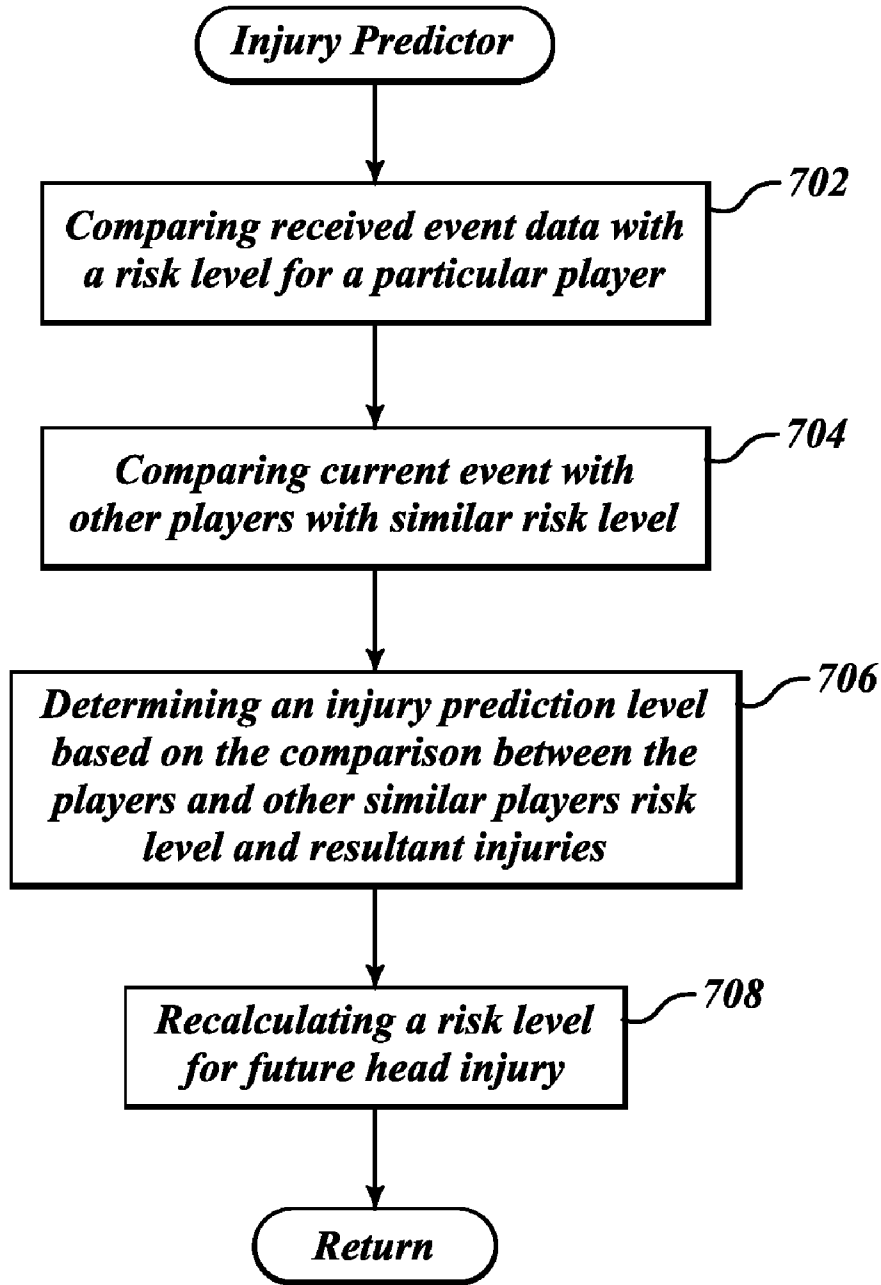 Injury Predictor
702
Comparing received event data with
a risk level for a particular player
704
Comparing current event with
other players with similar risk level
706
Determining an injury prediction level
based on the comparison between the
players and other similar players risk
level and resultant injuries
708
Recalculating a risk level
for future head injury
Return